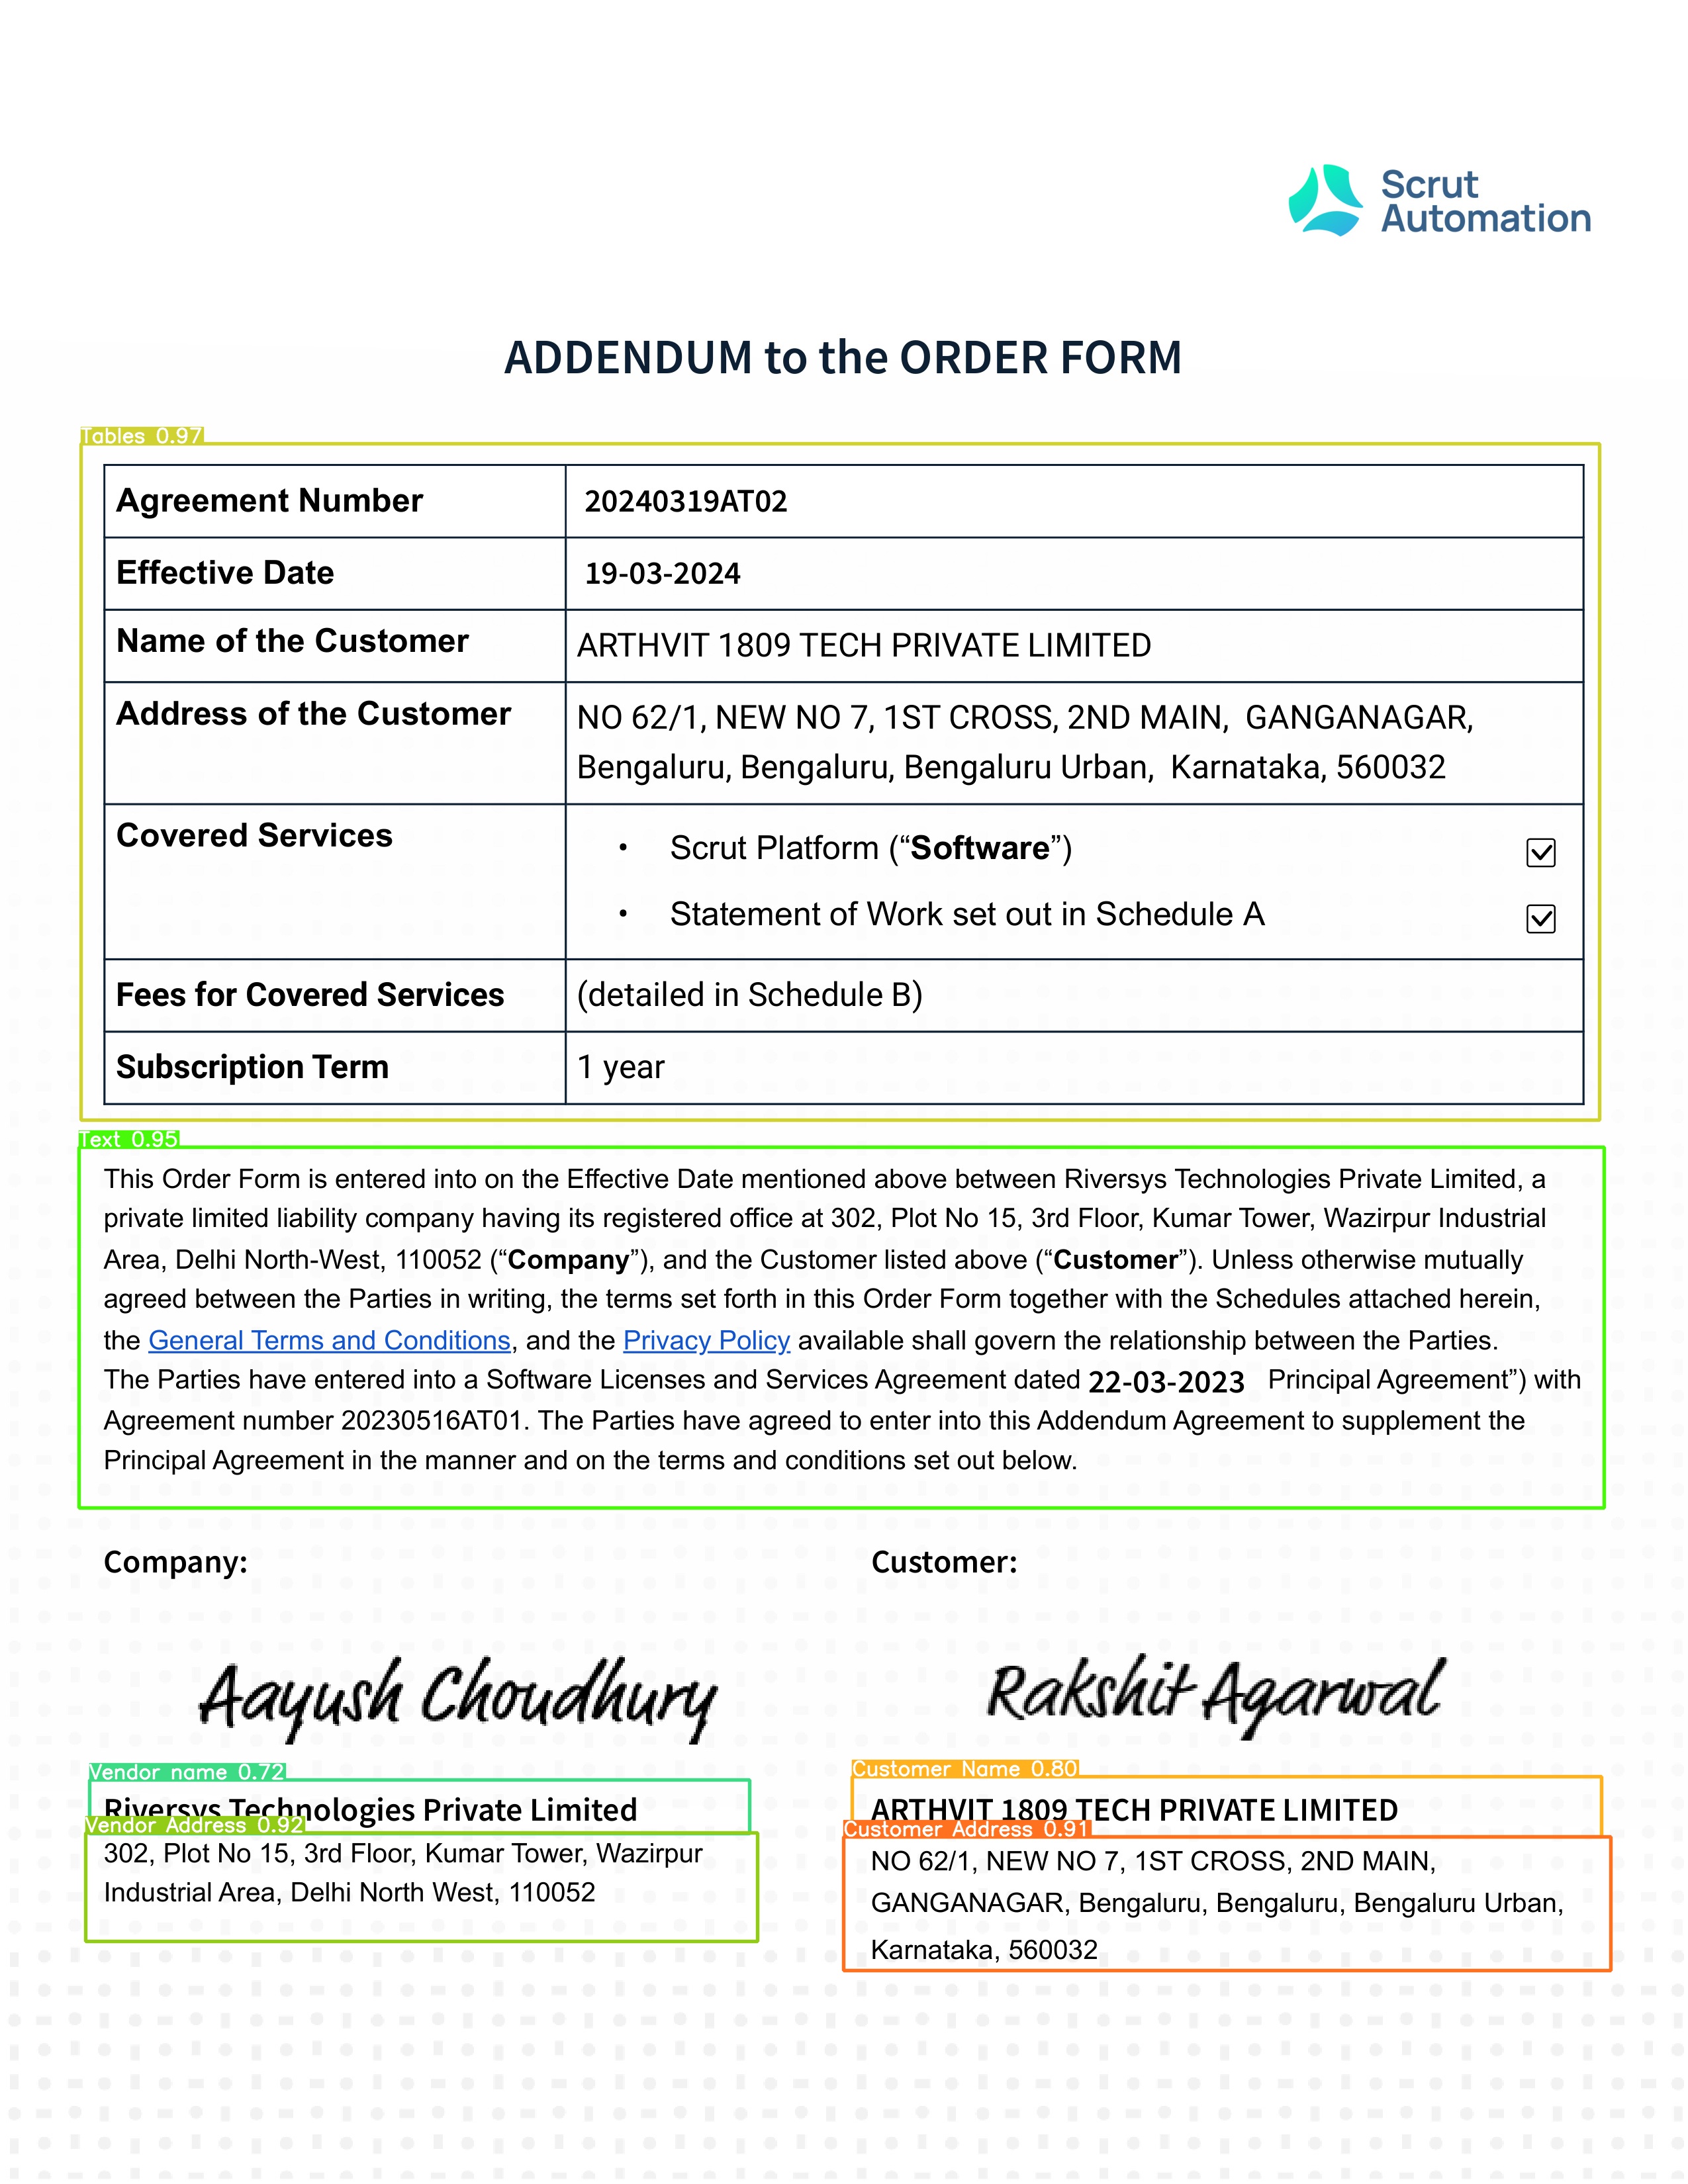 Scrut
Automation
ADDENDUM to the ORDER FORM
Tables 0.97
Agreement Number 20240319AT02
Effective Date 19-03-2024
Name of the Customer ARTHVIT 1809 TECH PRIVATE LIMITED
Address of the Customer NO 62/1, NEW NO 7, 1ST CROSS, 2ND MAIN, GANGANAGAR,
Bengaluru, Bengaluru, Bengaluru Urban, Karnataka, 560032
Covered Services • Scrut Platform (“Software”) ☑
• Statement of Work set out in Schedule A ☑
Fees for Covered Services (detailed in Schedule B)
Subscription Term 1 year
Text 0.95
This Order Form is entered into on the Effective Date mentioned above between Riversys Technologies Private Limited, a
private limited liability company having its registered office at 302, Plot No 15, 3rd Floor, Kumar Tower, Wazirpur Industrial
Area, Delhi North-West, 110052 (“Company”), and the Customer listed above (“Customer”). Unless otherwise mutually
agreed between the Parties in writing, the terms set forth in this Order Form together with the Schedules attached herein,
the General Terms and Conditions, and the Privacy Policy available shall govern the relationship between the Parties.
The Parties have entered into a Software Licenses and Services Agreement dated 22-03-2023 Principal Agreement”) with
Agreement number 20230516AT01. The Parties have agreed to enter into this Addendum Agreement to supplement the
Principal Agreement in the manner and on the terms and conditions set out below.
Company: Customer:
Aayush Choudhury Rakshit Agarwal
Vendor name 0.72
Riversys Technologies Private Limited
Vendor Address 0.92
302, Plot No 15, 3rd Floor, Kumar Tower, Wazirpur
Industrial Area, Delhi North West, 110052
Customer Name 0.80
ARTHVIT 1809 TECH PRIVATE LIMITED
Customer Address 0.91
NO 62/1, NEW NO 7, 1ST CROSS, 2ND MAIN,
GANGANAGAR, Bengaluru, Bengaluru, Bengaluru Urban,
Karnataka, 560032